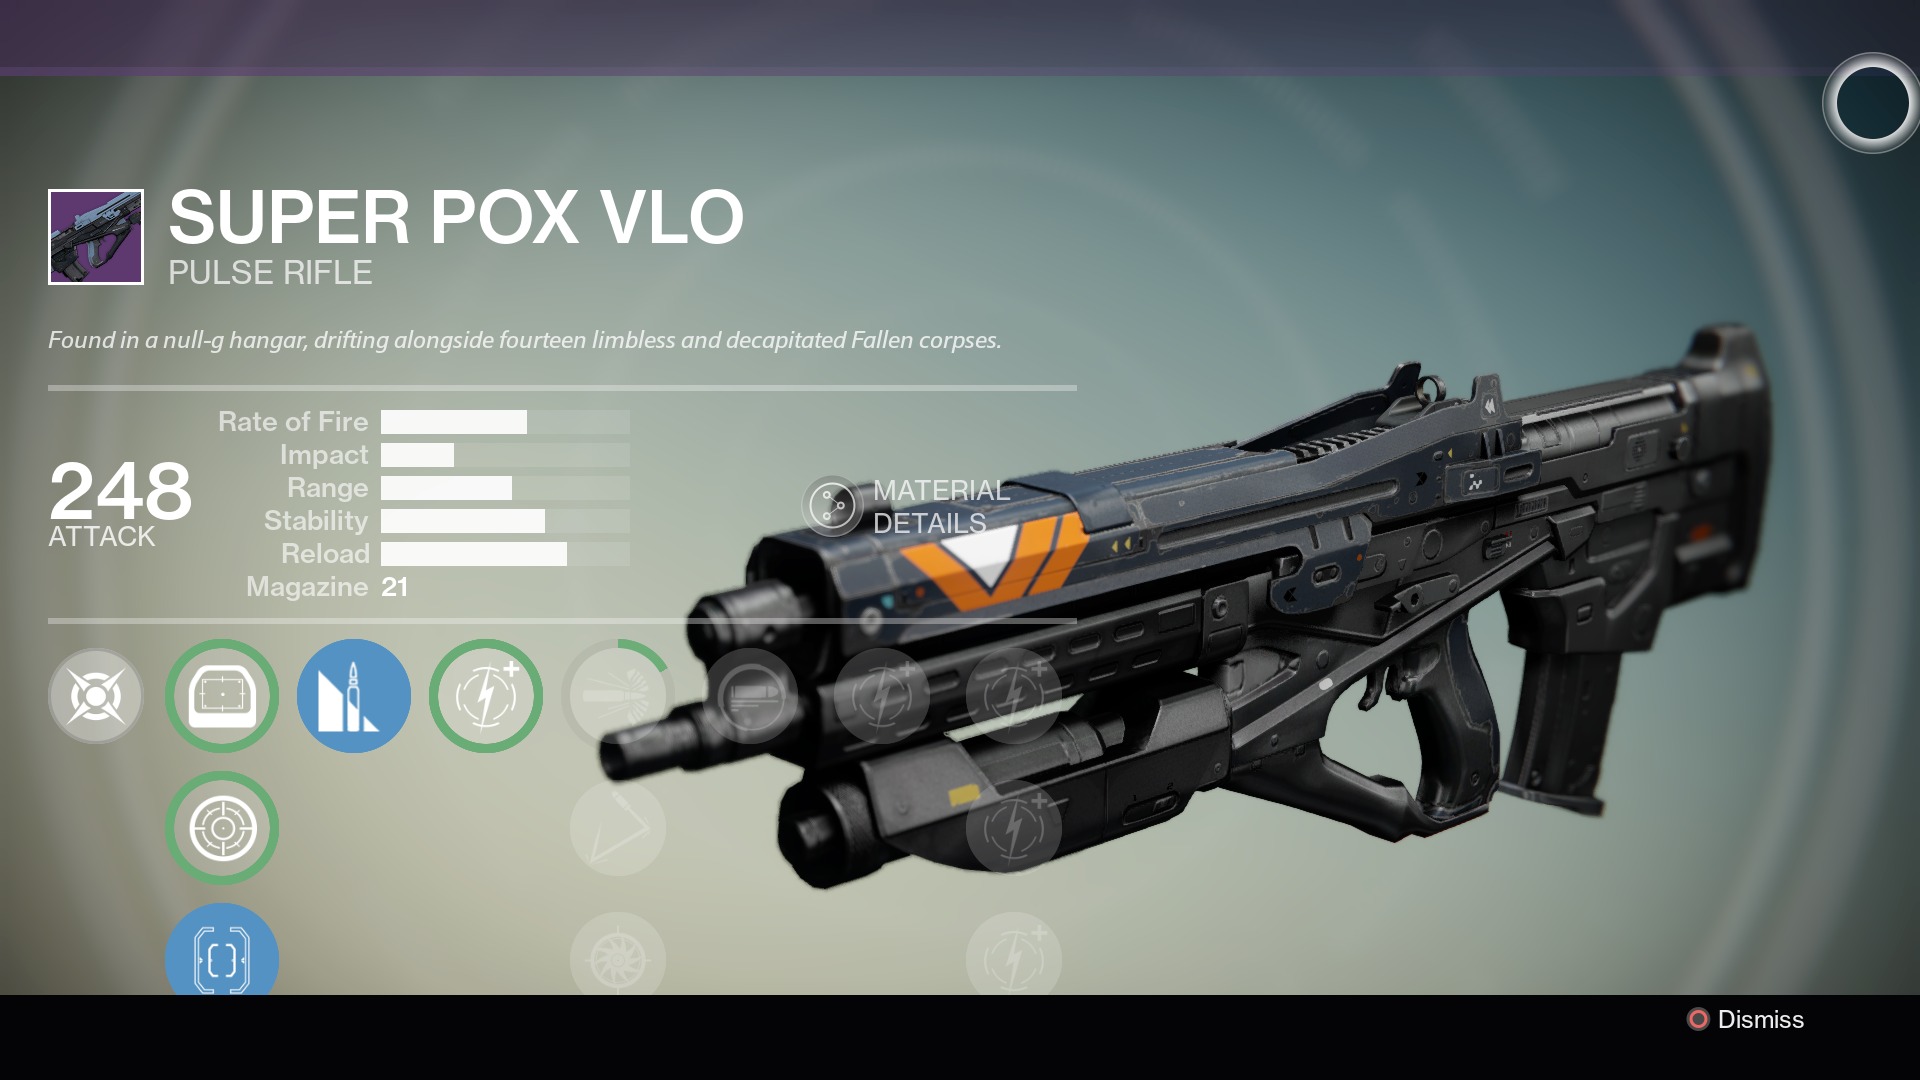 SUPER POX VLO
PULSE RIFLE
Found in a null-g hangar, drifting alongside fourteen limbless and decapitated Fallen corpses.
248
ATTACK
Rate of Fire
Impact
Range
Stability
Reload
Magazine 21
MATERIAL
DETAILS
Dismiss